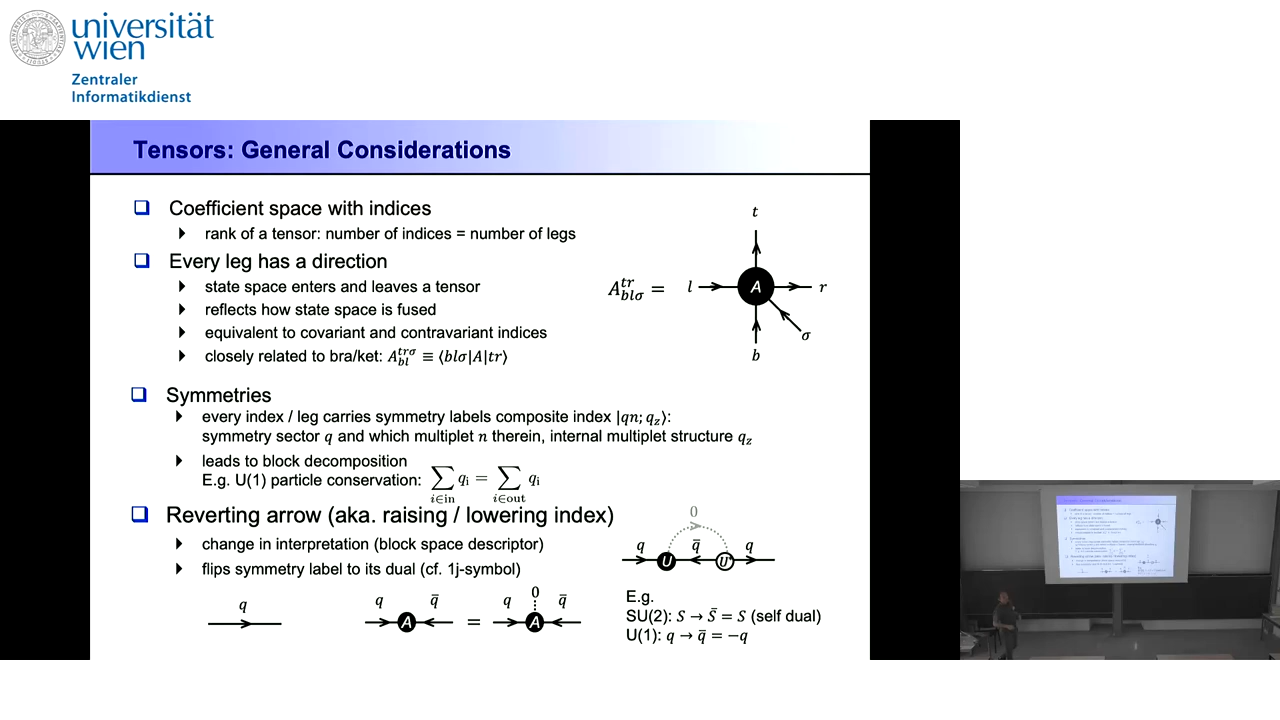 universität
wien
Zentraler
Informatikdienst
Tensors: General Considerations
Coefficient space with indices
rank of a tensor: number of indices = number of legs
Every leg has a direction
state space enters and leaves a tensor
reflects how state space is fused
equivalent to covariant and contravariant indices
closely related to bra/ket: A_{bl}^{trσ} ≡ ⟨blσ|A|tr⟩
A_{blσ}^{tr} =
t
l
A
r
σ
b
Symmetries
every index / leg carries symmetry labels composite index |qn; q_z⟩:
symmetry sector q and which multiplet n therein, internal multiplet structure q_z
leads to block decomposition
E.g. U(1) particle conservation: ∑_{i∈in} q_i = ∑_{i∈out} q_i
Reverting arrow (aka. raising / lowering index)
change in interpretation (block space descriptor)
flips symmetry label to its dual (cf. 1j-symbol)
0
q q̄ q
U U*
q
q q̄ q 0 q̄
A = A
E.g.
SU(2): S → S̄ = S (self dual)
U(1): q → q̄ = −q